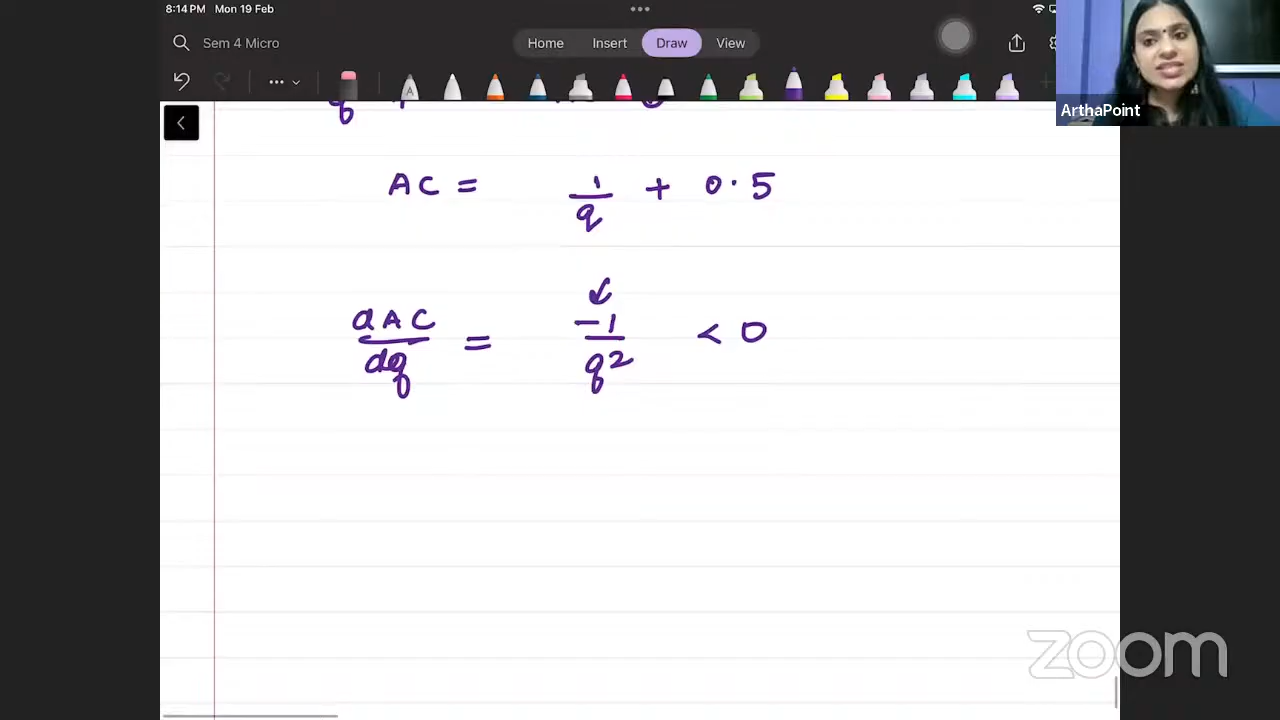 8:14 PM Mon 19 Feb
Sem 4 Micro
Home Insert Draw View
A
ArthaPoint
AC = 1/q + 0.5
dAC/dq = -1/q² < 0
zoom